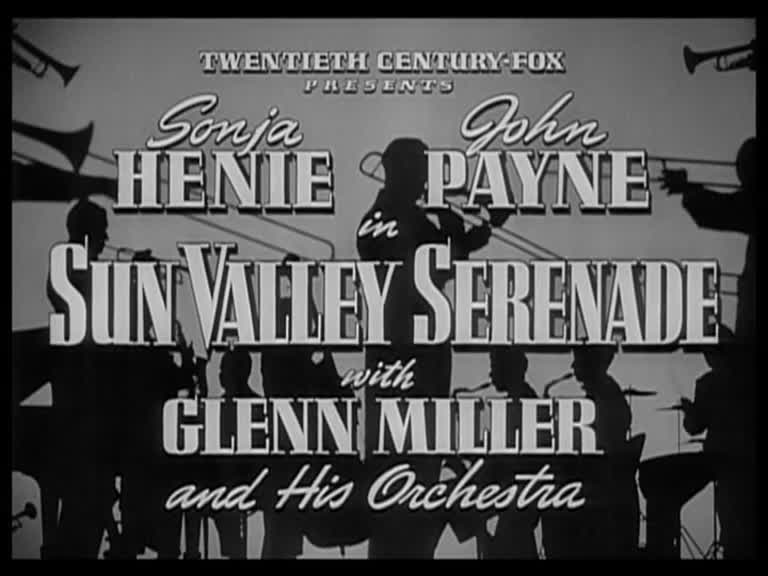 TWENTIETH CENTURY-FOX
PRESENTS
Sonja John
HENIE PAYNE
in
SUN VALLEY SERENADE
with
GLENN MILLER
and His Orchestra